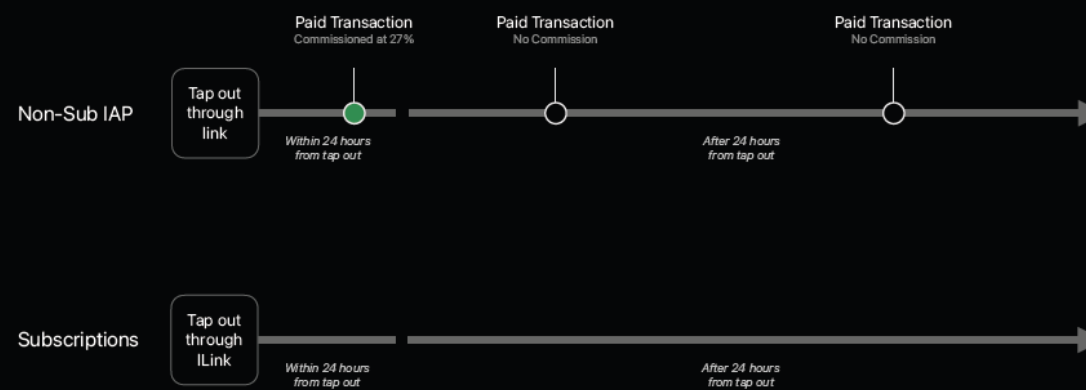 Paid Transaction
Commissioned at 27%
Paid Transaction
No Commission
Paid Transaction
No Commission
Non-Sub IAP
Tap out
through
link
Within 24 hours
from tap out
After 24 hours
from tap out
Subscriptions
Tap out
through
lLink
Within 24 hours
from tap out
After 24 hours
from tap out